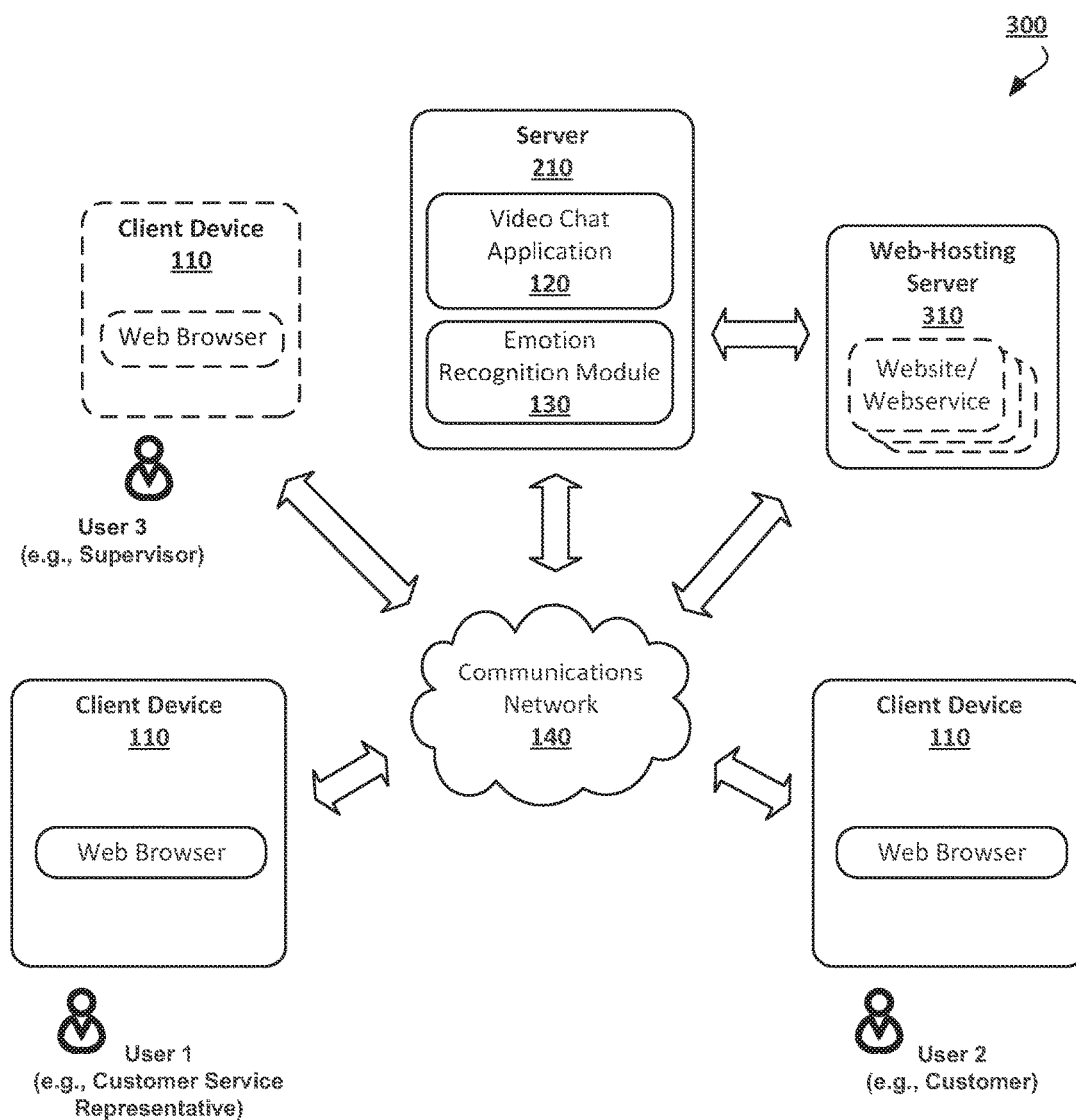 300
Server
210
Video Chat
Application
120
Emotion
Recognition Module
130
Client Device
110
Web Browser
User 3
(e.g., Supervisor)
Web-Hosting
Server
310
Website/
Webservice
Communications
Network
140
Client Device
110
Web Browser
User 1
(e.g., Customer Service
Representative)
Client Device
110
Web Browser
User 2
(e.g., Customer)